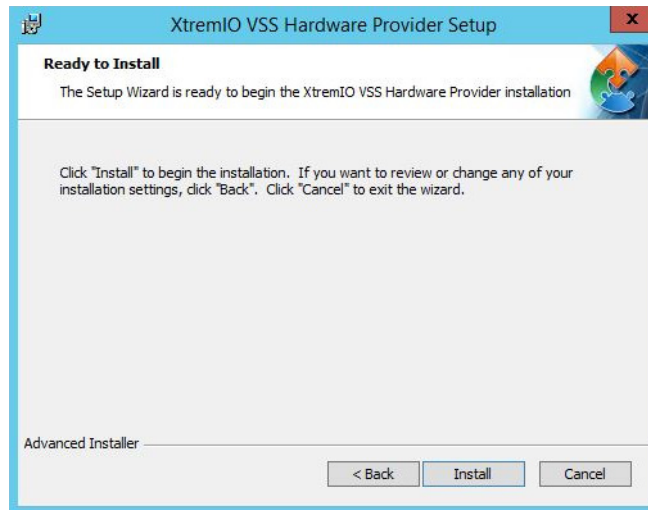 XtremIO VSS Hardware Provider Setup
x
Ready to Install
The Setup Wizard is ready to begin the XtremIO VSS Hardware Provider installation
Click "Install" to begin the installation. If you want to review or change any of your
installation settings, click "Back". Click "Cancel" to exit the wizard.
Advanced Installer
< Back Install Cancel